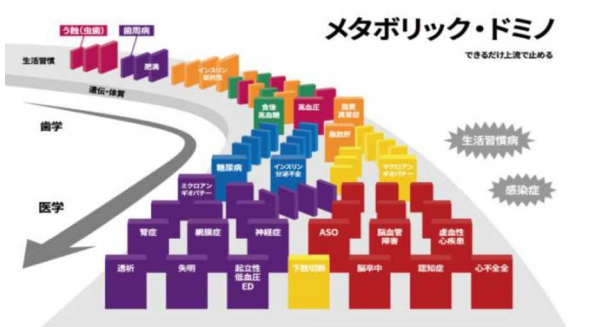 メタボリック・ドミノ
できるだけ上流で止める
う蝕(虫歯)
歯周病
生活習慣
肥満
インスリン
抵抗性
遺伝・体質
食後
高血糖
高血圧
脂質
異常症
歯学
脂肪肝
生活習慣病
糖尿病
インスリン
分泌不全
マクロアン
ギオパチー
ミクロアン
ギオパチー
感染症
医学
腎症
網膜症
神経症
ASO
脳血管
障害
虚血性
心疾患
透析
失明
起立性
低血圧
ED
下肢切断
脳卒中
認知症
心不全全